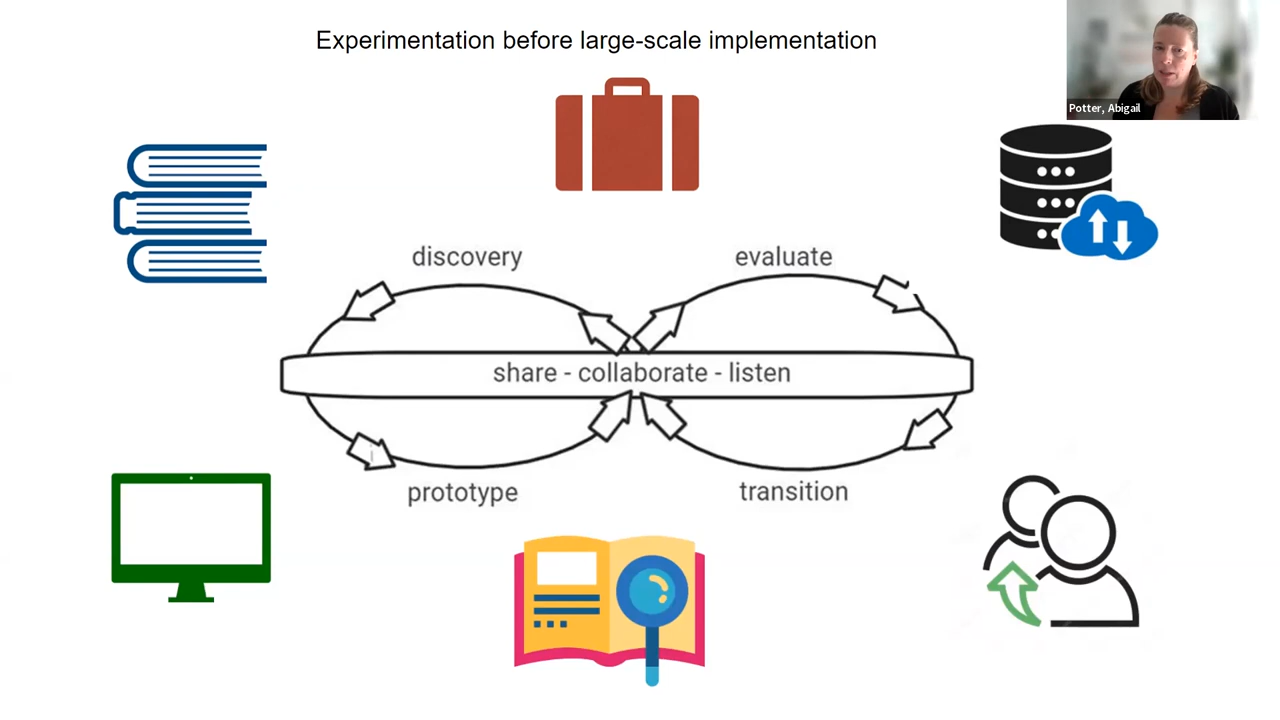 Experimentation before large-scale implementation
Potter, Abigail
discovery
evaluate
share - collaborate - listen
prototype
transition